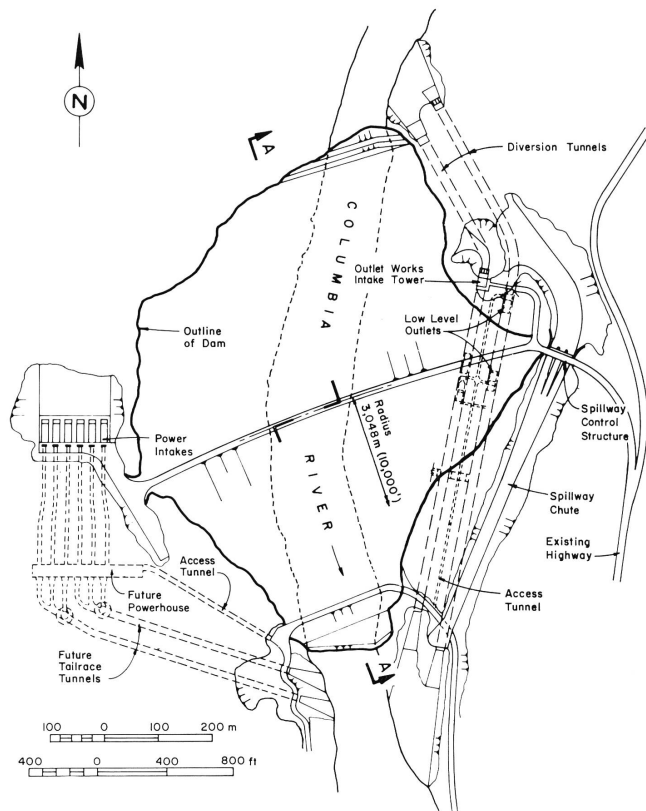 N
A
Diversion Tunnels
COLUMBIA
Outlet Works
Intake Tower
Low Level
Outlets
Outline
of Dam
Radius
3,048m (10,000')
Spillway
Control
Structure
Power
Intakes
RIVER
Spillway
Chute
Existing
Highway
Access
Tunnel
Future
Powerhouse
Access
Tunnel
Future
Tailrace
Tunnels
A
100 0 100 200 m
400 0 400 800 ft